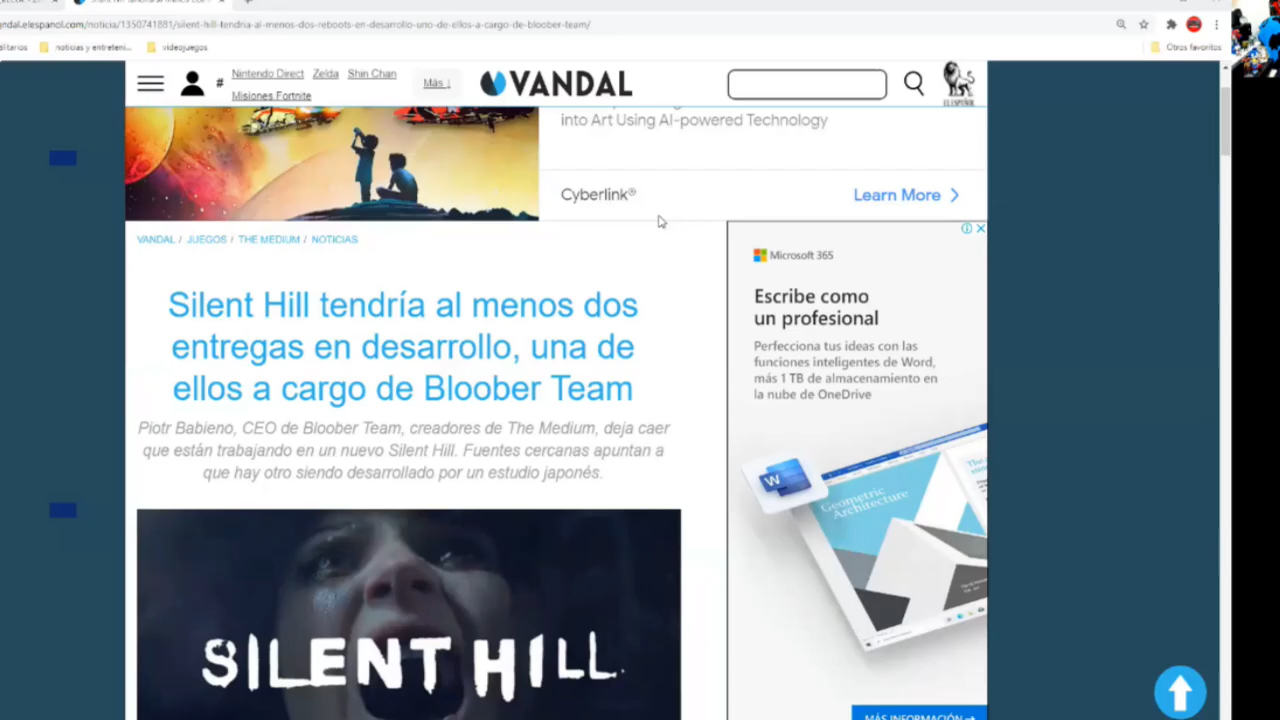 ndal.elespanol.com/noticia/1350741881/silent-hill-tendria-al-menos-dos-reboots-en-desarrollo-uno-de-ellos-a-cargo-de-bloober-team/
noticias y entreteni...
videojuegos
Otros favoritos
# Nintendo Direct Zelda Shin Chan
Misiones Fortnite
Más ↓
VANDAL
EL ESPAÑOL
into Art Using AI-powered Technology
Cyberlink®
Learn More
VANDAL / JUEGOS / THE MEDIUM / NOTICIAS
Silent Hill tendría al menos dos
entregas en desarrollo, una de
ellos a cargo de Bloober Team
Piotr Babieno, CEO de Bloober Team, creadores de The Medium, deja caer
que están trabajando en un nuevo Silent Hill. Fuentes cercanas apuntan a
que hay otro siendo desarrollado por un estudio japonés.
SILENT HILL
Microsoft 365
Escribe como
un profesional
Perfecciona tus ideas con las
funciones inteligentes de Word,
más 1 TB de almacenamiento en
la nube de OneDrive
W
Geometric
Architecture
MÁS INFORMACIÓN